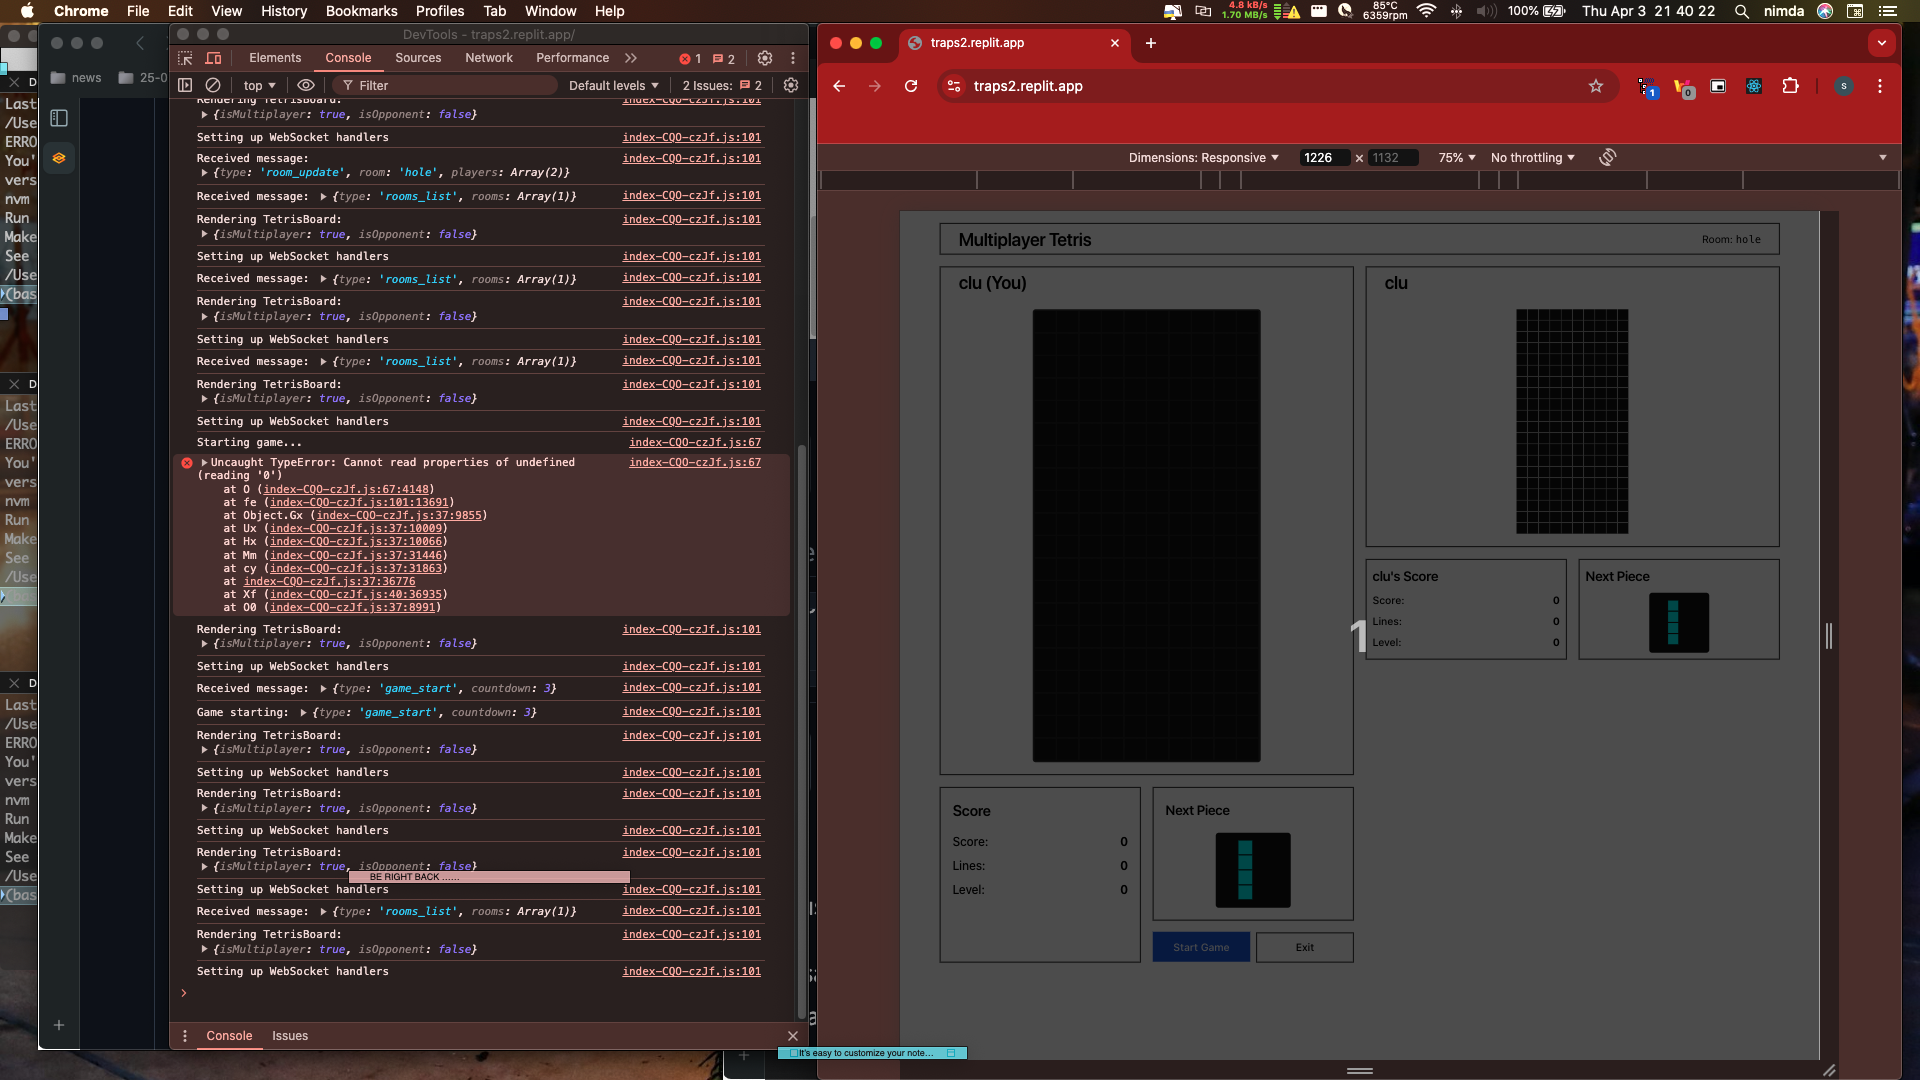 Chrome File Edit View History Bookmarks Profiles Tab Window Help
4.8 kB/s
1.70 MB/s
85°C
6359rpm
100%
Thu Apr 3 21 40 22
nimda
news
25-0
Last
/Use
ERRO
You'
vers
nvm
Run
Make
See
/Use
(bas
D
Last
/Use
ERRO
You'
vers
nvm
Run
Make
See
/Use
D
Last
/Use
ERRO
You'
vers
nvm
Run
Make
See
/Use
(bas
DevTools - traps2.replit.app/
Elements Console Sources Network Performance 1 2
top Filter Default levels 2 Issues: 2
Rendering TetrisBoard: index-CQO-czJf.js:101
{isMultiplayer: true, isOpponent: false}
Setting up WebSocket handlers index-CQO-czJf.js:101
Received message: index-CQO-czJf.js:101
{type: 'room_update', room: 'hole', players: Array(2)}
Received message: {type: 'rooms_list', rooms: Array(1)} index-CQO-czJf.js:101
Rendering TetrisBoard: index-CQO-czJf.js:101
{isMultiplayer: true, isOpponent: false}
Setting up WebSocket handlers index-CQO-czJf.js:101
Received message: {type: 'rooms_list', rooms: Array(1)} index-CQO-czJf.js:101
Rendering TetrisBoard: index-CQO-czJf.js:101
{isMultiplayer: true, isOpponent: false}
Setting up WebSocket handlers index-CQO-czJf.js:101
Received message: {type: 'rooms_list', rooms: Array(1)} index-CQO-czJf.js:101
Rendering TetrisBoard: index-CQO-czJf.js:101
{isMultiplayer: true, isOpponent: false}
Setting up WebSocket handlers index-CQO-czJf.js:101
Starting game... index-CQO-czJf.js:67
Uncaught TypeError: Cannot read properties of undefined index-CQO-czJf.js:67
(reading '0')
at O (index-CQO-czJf.js:67:4148)
at fe (index-CQO-czJf.js:101:13691)
at Object.Gx (index-CQO-czJf.js:37:9855)
at Ux (index-CQO-czJf.js:37:10009)
at Hx (index-CQO-czJf.js:37:10066)
at Mm (index-CQO-czJf.js:37:31446)
at cy (index-CQO-czJf.js:37:31863)
at index-CQO-czJf.js:37:36776
at Xf (index-CQO-czJf.js:40:36935)
at O0 (index-CQO-czJf.js:37:8991)
Rendering TetrisBoard: index-CQO-czJf.js:101
{isMultiplayer: true, isOpponent: false}
Setting up WebSocket handlers index-CQO-czJf.js:101
Received message: {type: 'game_start', countdown: 3} index-CQO-czJf.js:101
Game starting: {type: 'game_start', countdown: 3} index-CQO-czJf.js:101
Rendering TetrisBoard: index-CQO-czJf.js:101
{isMultiplayer: true, isOpponent: false}
Setting up WebSocket handlers index-CQO-czJf.js:101
Rendering TetrisBoard: index-CQO-czJf.js:101
{isMultiplayer: true, isOpponent: false}
Setting up WebSocket handlers index-CQO-czJf.js:101
Rendering TetrisBoard: index-CQO-czJf.js:101
{isMultiplayer: true, isOpponent: false}
BE RIGHT BACK ......
Setting up WebSocket handlers index-CQO-czJf.js:101
Received message: {type: 'rooms_list', rooms: Array(1)} index-CQO-czJf.js:101
Rendering TetrisBoard: index-CQO-czJf.js:101
{isMultiplayer: true, isOpponent: false}
Setting up WebSocket handlers index-CQO-czJf.js:101
Console Issues
It's easy to customize your note...
traps2.replit.app
traps2.replit.app
1
0
S
Dimensions: Responsive 1226 × 1132 75% No throttling
Multiplayer Tetris
Room: hole
clu (You)
clu
1
clu's Score
Score: 0
Lines: 0
Level: 0
Next Piece
Score
Score: 0
Lines: 0
Level: 0
Next Piece
Start Game
Exit